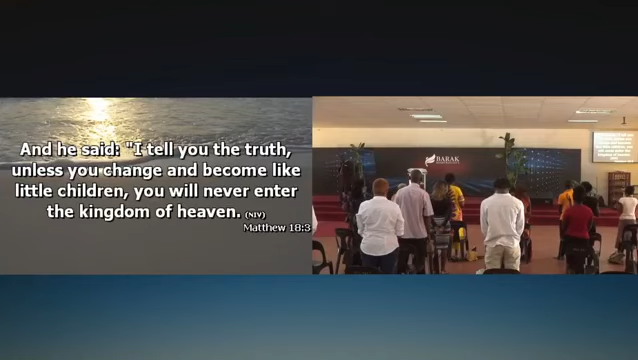 And he said: "I tell you the truth,
unless you change and become like
little children, you will never enter
the kingdom of heaven. (NIV)
Matthew 18:3
BARAK